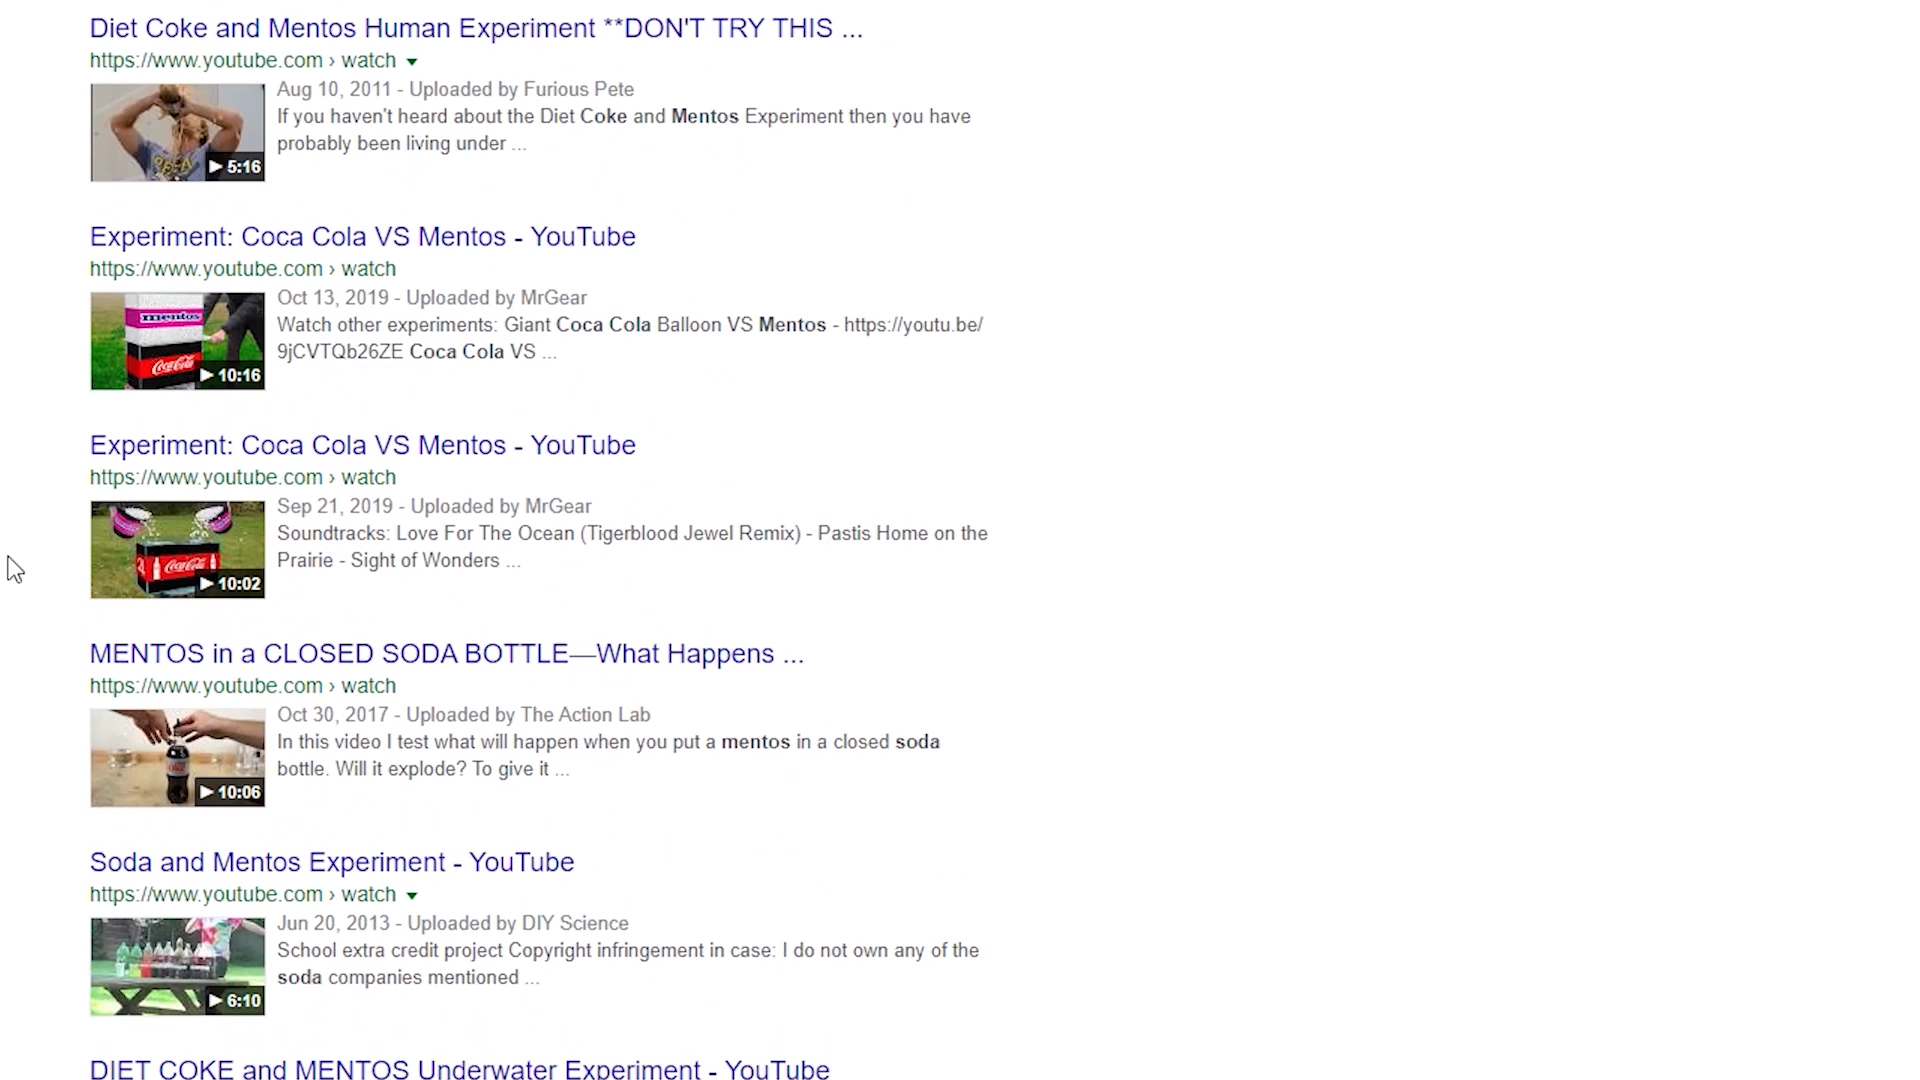 Diet Coke and Mentos Human Experiment **DON'T TRY THIS ...
https://www.youtube.com › watch
Aug 10, 2011 - Uploaded by Furious Pete
If you haven't heard about the Diet Coke and Mentos Experiment then you have
probably been living under ...
5:16
Experiment: Coca Cola VS Mentos - YouTube
https://www.youtube.com › watch
Oct 13, 2019 - Uploaded by MrGear
Watch other experiments: Giant Coca Cola Balloon VS Mentos - https://youtu.be/
9jCVTQb26ZE Coca Cola VS ...
mentos
Coca-Cola
10:16
Experiment: Coca Cola VS Mentos - YouTube
https://www.youtube.com › watch
Sep 21, 2019 - Uploaded by MrGear
Soundtracks: Love For The Ocean (Tigerblood Jewel Remix) - Pastis Home on the
Prairie - Sight of Wonders ...
Coca-Cola
10:02
MENTOS in a CLOSED SODA BOTTLE—What Happens ...
https://www.youtube.com › watch
Oct 30, 2017 - Uploaded by The Action Lab
In this video I test what will happen when you put a mentos in a closed soda
bottle. Will it explode? To give it ...
10:06
Soda and Mentos Experiment - YouTube
https://www.youtube.com › watch
Jun 20, 2013 - Uploaded by DIY Science
School extra credit project Copyright infringement in case: I do not own any of the
soda companies mentioned ...
6:10
DIET COKE and MENTOS Underwater Experiment - YouTube